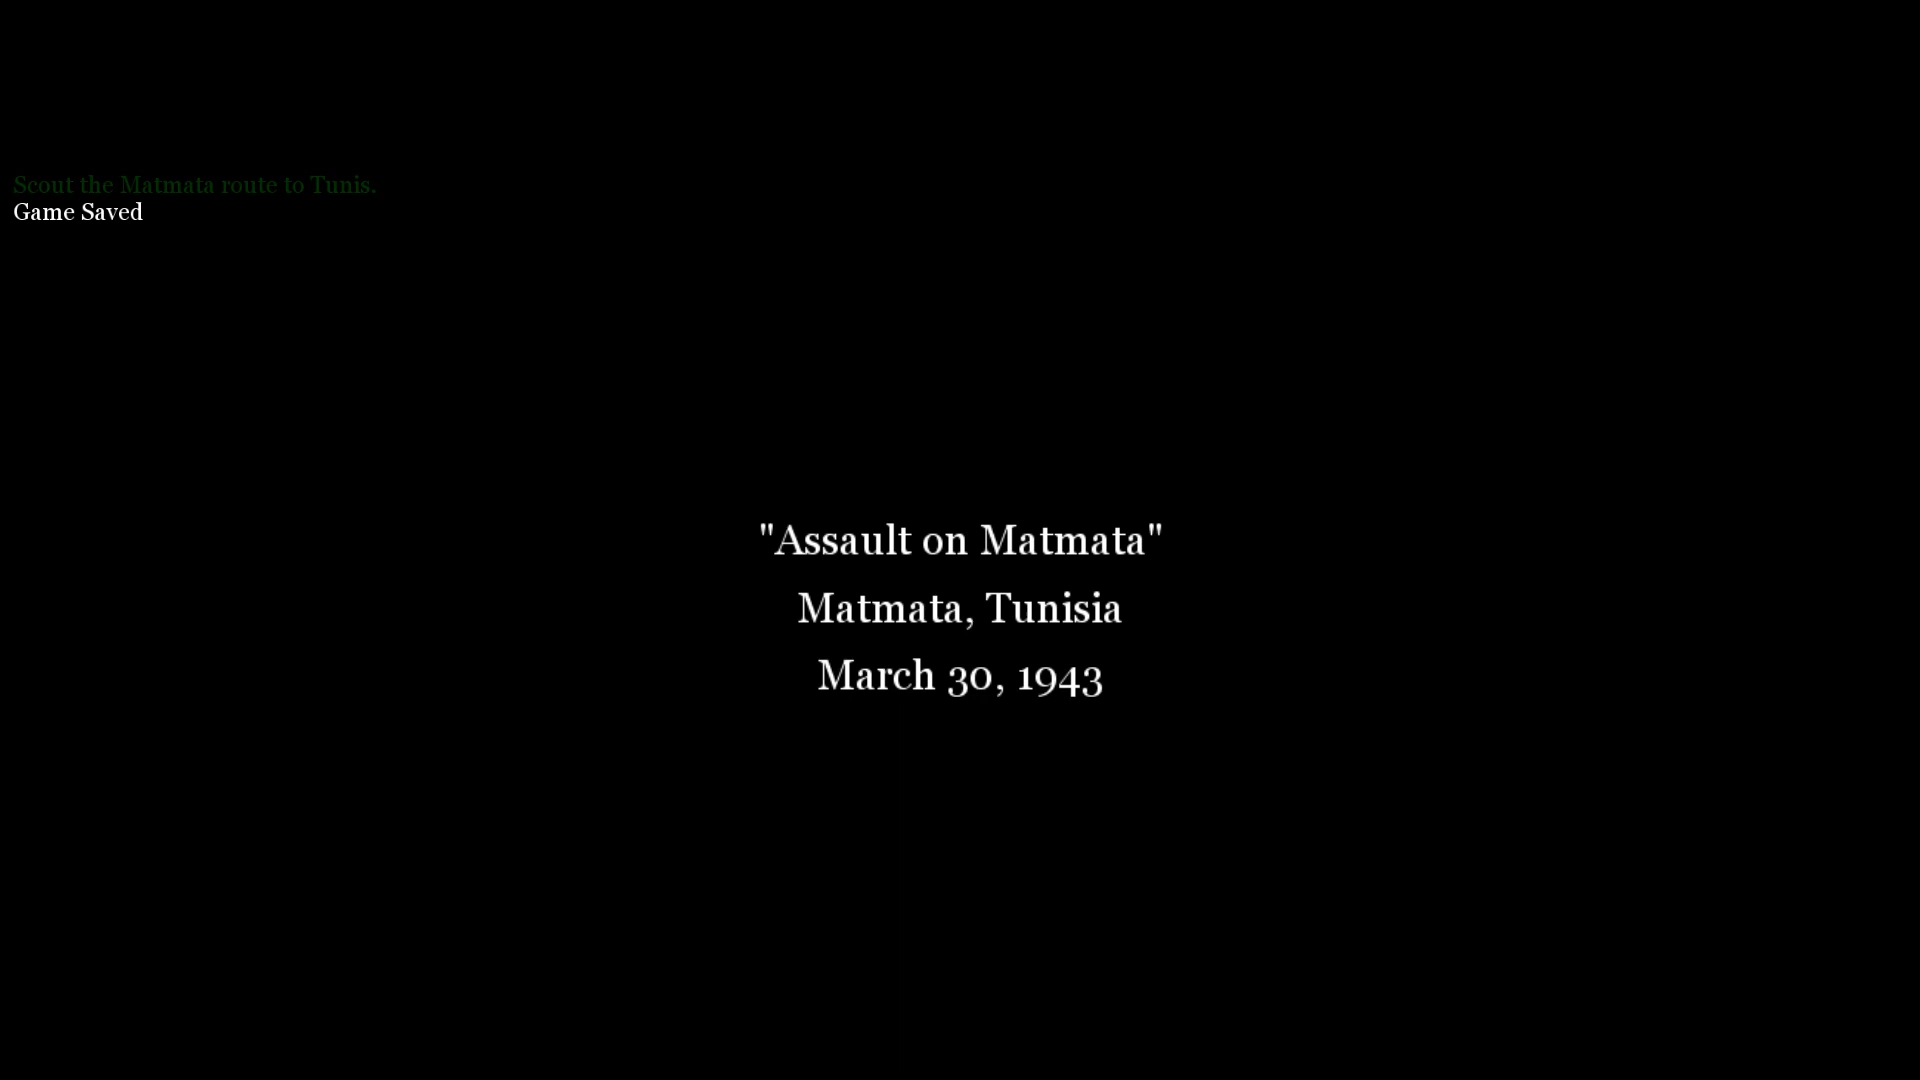 Scout the Matmata route to Tunis.
Game Saved
"Assault on Matmata"
Matmata, Tunisia
March 30, 1943